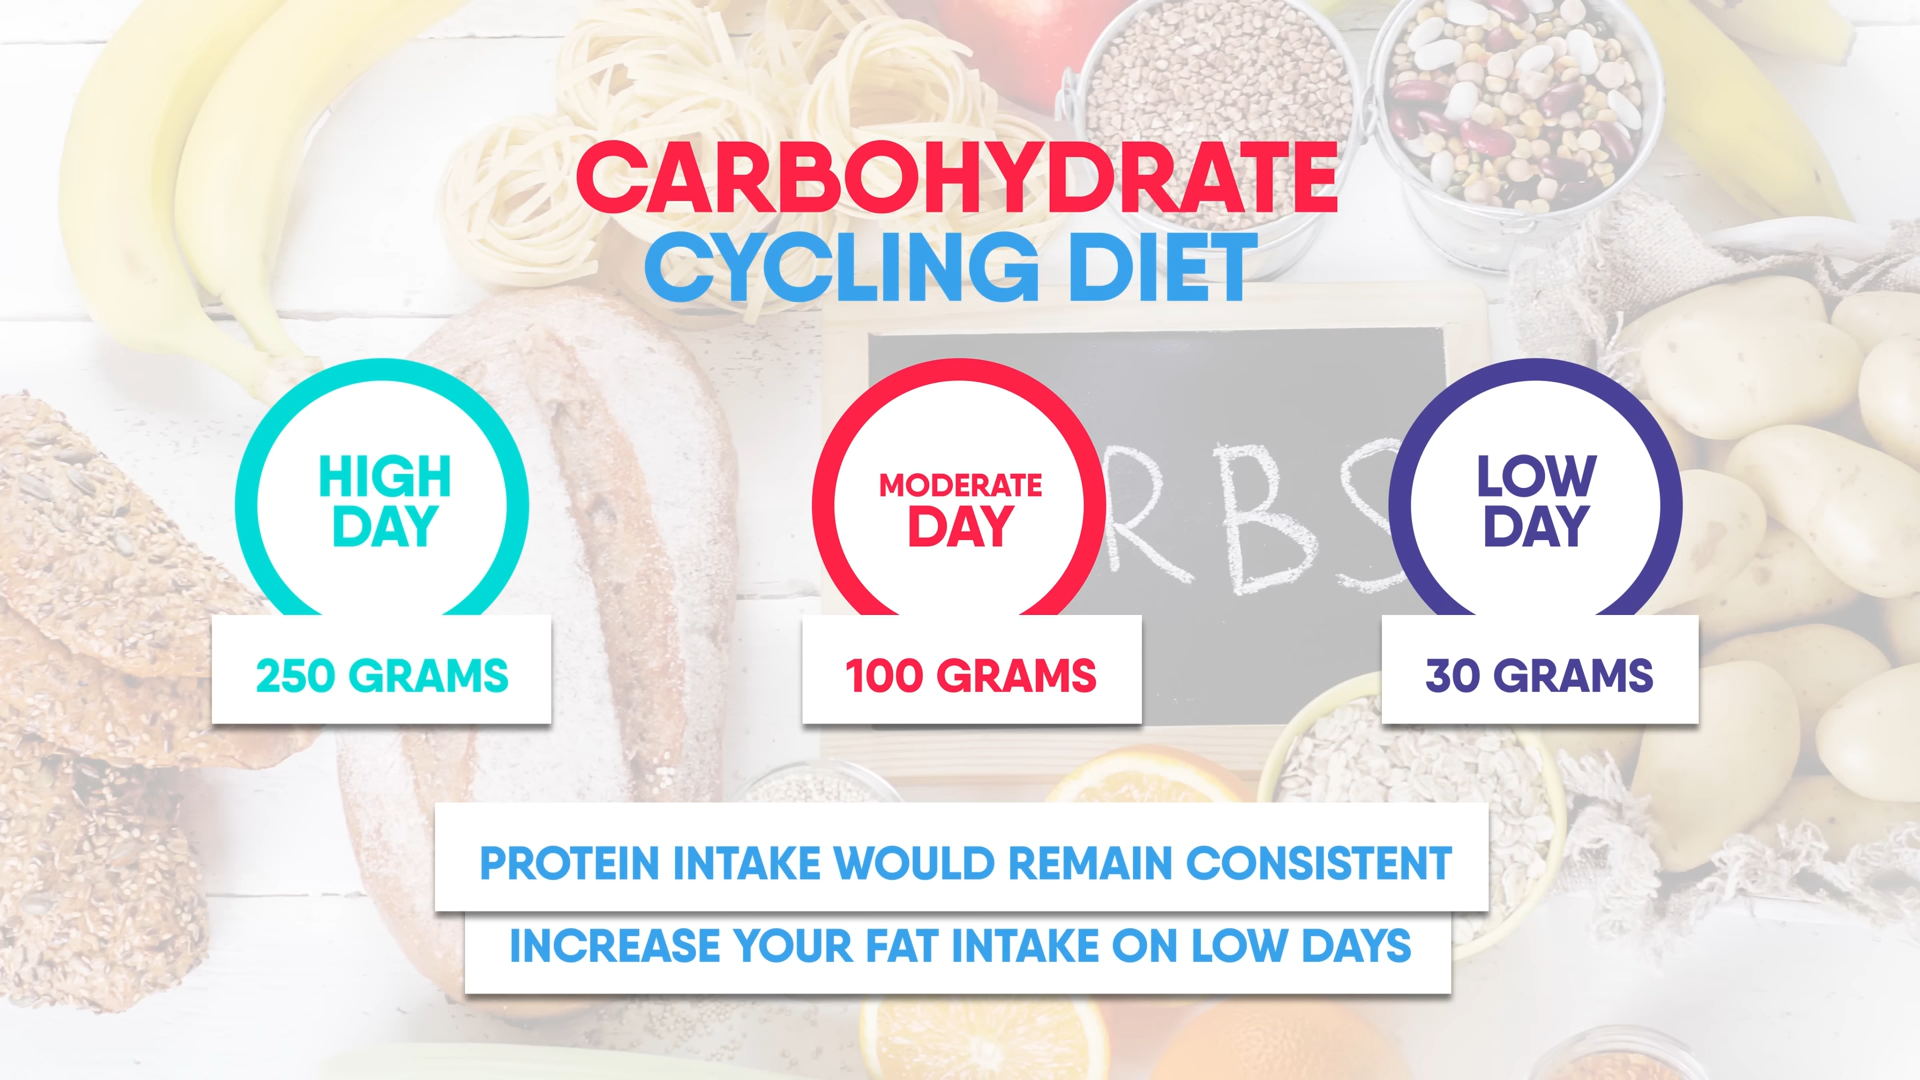 CARBOHYDRATE
CYCLING DIET
HIGH
DAY
MODERATE
DAY
RBS
LOW
DAY
250 GRAMS
100 GRAMS
30 GRAMS
PROTEIN INTAKE WOULD REMAIN CONSISTENT
INCREASE YOUR FAT INTAKE ON LOW DAYS